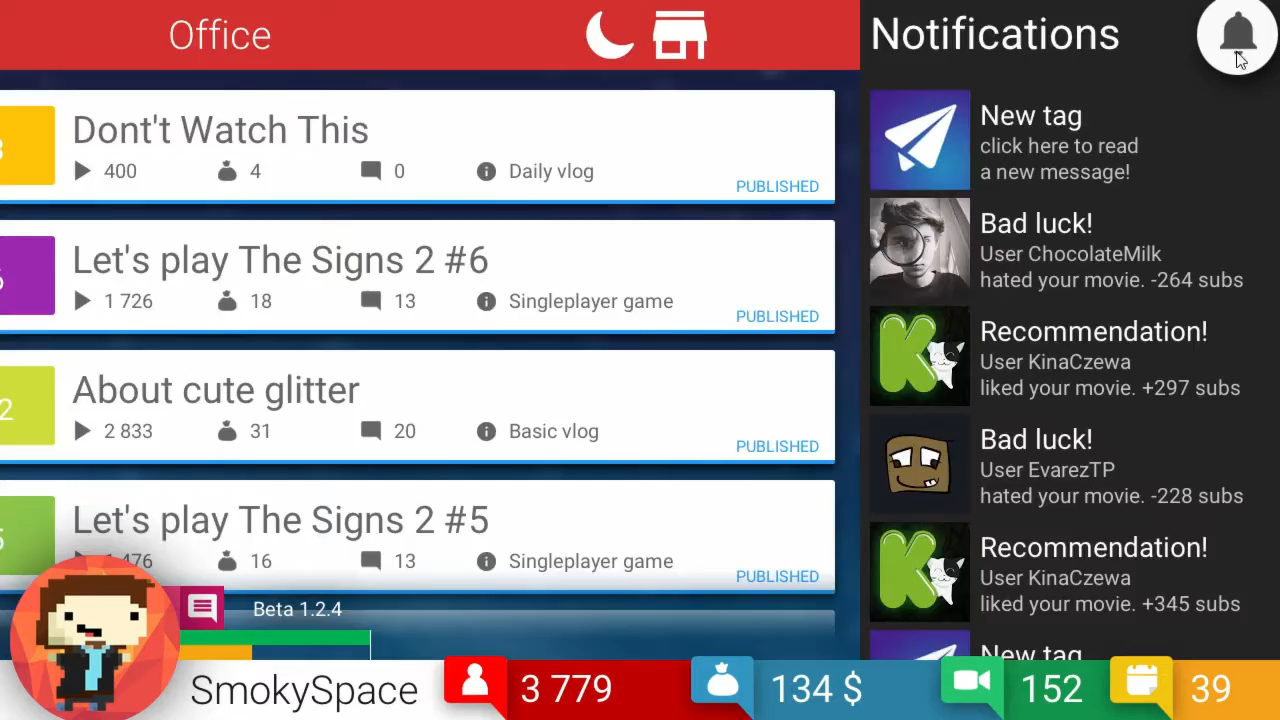 Office
Dont't Watch This
400 4 0 Daily vlog
PUBLISHED
Let's play The Signs 2 #6
1 726 18 13 Singleplayer game
PUBLISHED
About cute glitter
2 833 31 20 Basic vlog
PUBLISHED
Let's play The Signs 2 #5
476 16 13 Singleplayer game
PUBLISHED
Beta 1.2.4
SmokySpace
3 779
134 $
152
39
Notifications
New tag
click here to read
a new message!
Bad luck!
User ChocolateMilk
hated your movie. -264 subs
Recommendation!
User KinaCzewa
liked your movie. +297 subs
Bad luck!
User EvarezTP
hated your movie. -228 subs
K
Recommendation!
User KinaCzewa
liked your movie. +345 subs
K
New tag